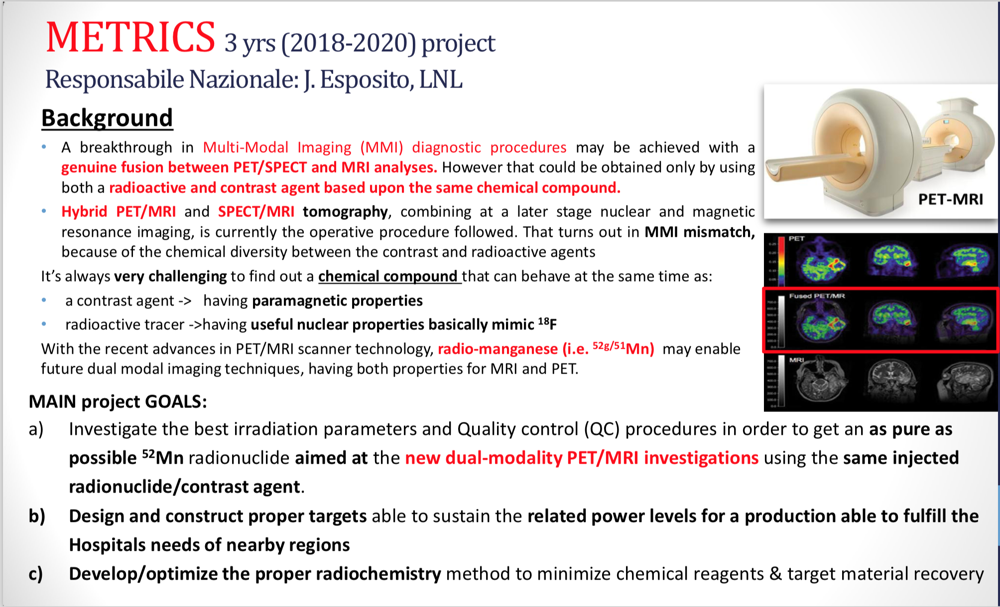 METRICS 3 yrs (2018-2020) project
Responsabile Nazionale: J. Esposito, LNL
Background
• A breakthrough in Multi-Modal Imaging (MMI) diagnostic procedures may be achieved with a
genuine fusion between PET/SPECT and MRI analyses. However that could be obtained only by using
both a radioactive and contrast agent based upon the same chemical compound.
• Hybrid PET/MRI and SPECT/MRI tomography, combining at a later stage nuclear and magnetic
resonance imaging, is currently the operative procedure followed. That turns out in MMI mismatch,
because of the chemical diversity between the contrast and radioactive agents
It’s always very challenging to find out a chemical compound that can behave at the same time as:
• a contrast agent -> having paramagnetic properties
• radioactive tracer ->having useful nuclear properties basically mimic ¹⁸F
With the recent advances in PET/MRI scanner technology, radio-manganese (i.e. ⁵²ᵍ/⁵¹Mn) may enable
future dual modal imaging techniques, having both properties for MRI and PET.
PET-MRI
PET
Fused PET/MR
MRI
MAIN project GOALS:
a) Investigate the best irradiation parameters and Quality control (QC) procedures in order to get an as pure as
possible ⁵²Mn radionuclide aimed at the new dual-modality PET/MRI investigations using the same injected
radionuclide/contrast agent.
b) Design and construct proper targets able to sustain the related power levels for a production able to fulfill the
Hospitals needs of nearby regions
c) Develop/optimize the proper radiochemistry method to minimize chemical reagents & target material recovery